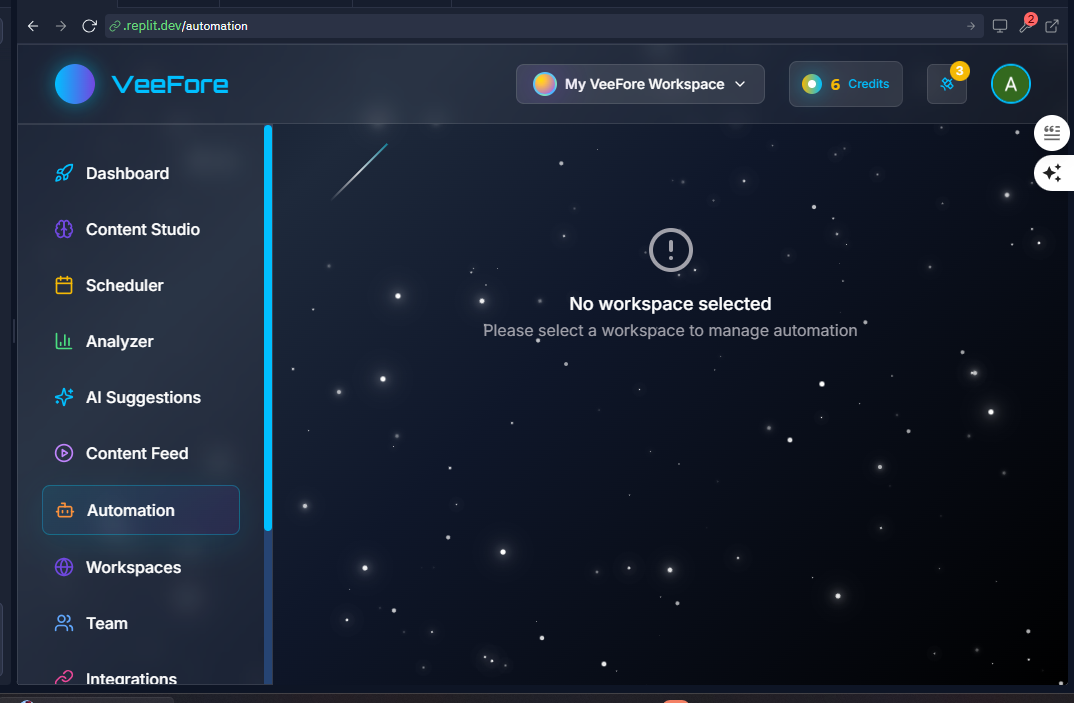 .replit.dev/automation
2
VeeFore
My VeeFore Workspace
6 Credits
3
A
Dashboard
Content Studio
Scheduler
Analyzer
AI Suggestions
Content Feed
Automation
Workspaces
Team
Integrations
No workspace selected
Please select a workspace to manage automation